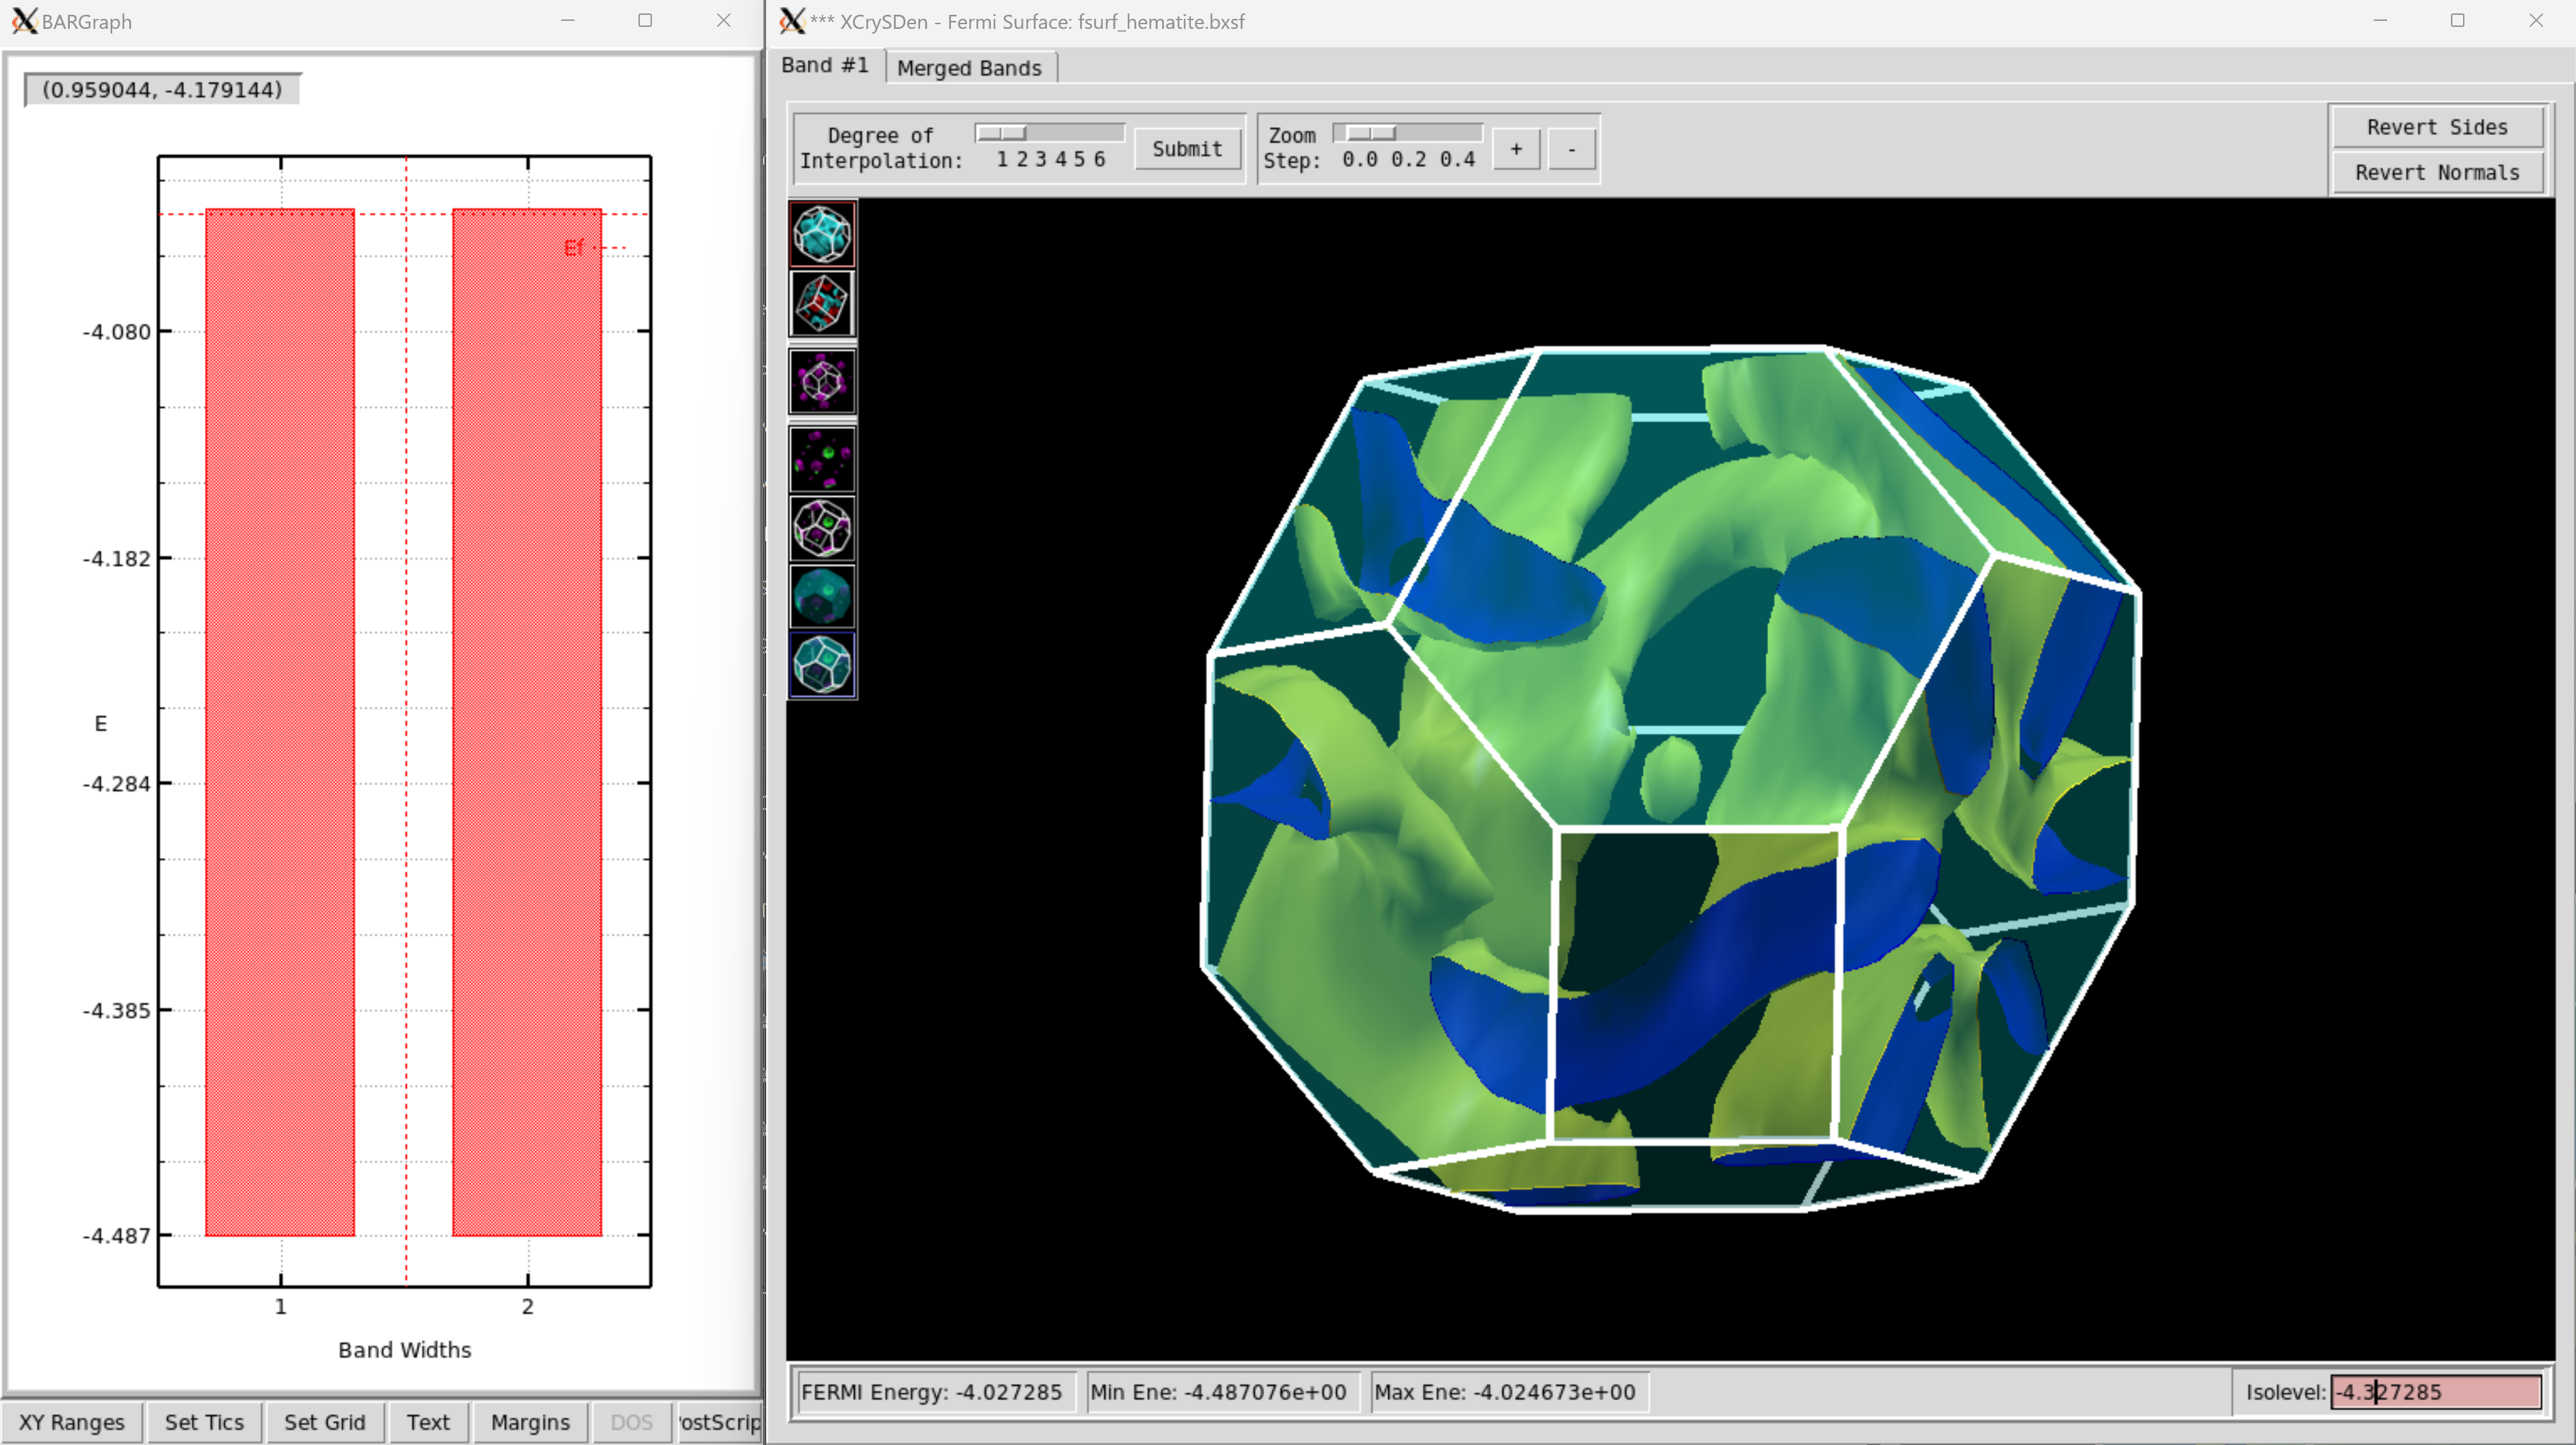 BARGraph
(0.959044, -4.179144)
Ef
-4.080
-4.182
E
-4.284
-4.385
-4.487
1 2
Band Widths
XY Ranges Set Tics Set Grid Text Margins DOS PostScrip
*** XCrySDen - Fermi Surface: fsurf_hematite.bxsf
Band #1 Merged Bands
Degree of
Interpolation: 1 2 3 4 5 6 Submit
Zoom
Step: 0.0 0.2 0.4 + -
Revert Sides
Revert Normals
FERMI Energy: -4.027285 Min Ene: -4.487076e+00 Max Ene: -4.024673e+00 Isolevel: -4.327285